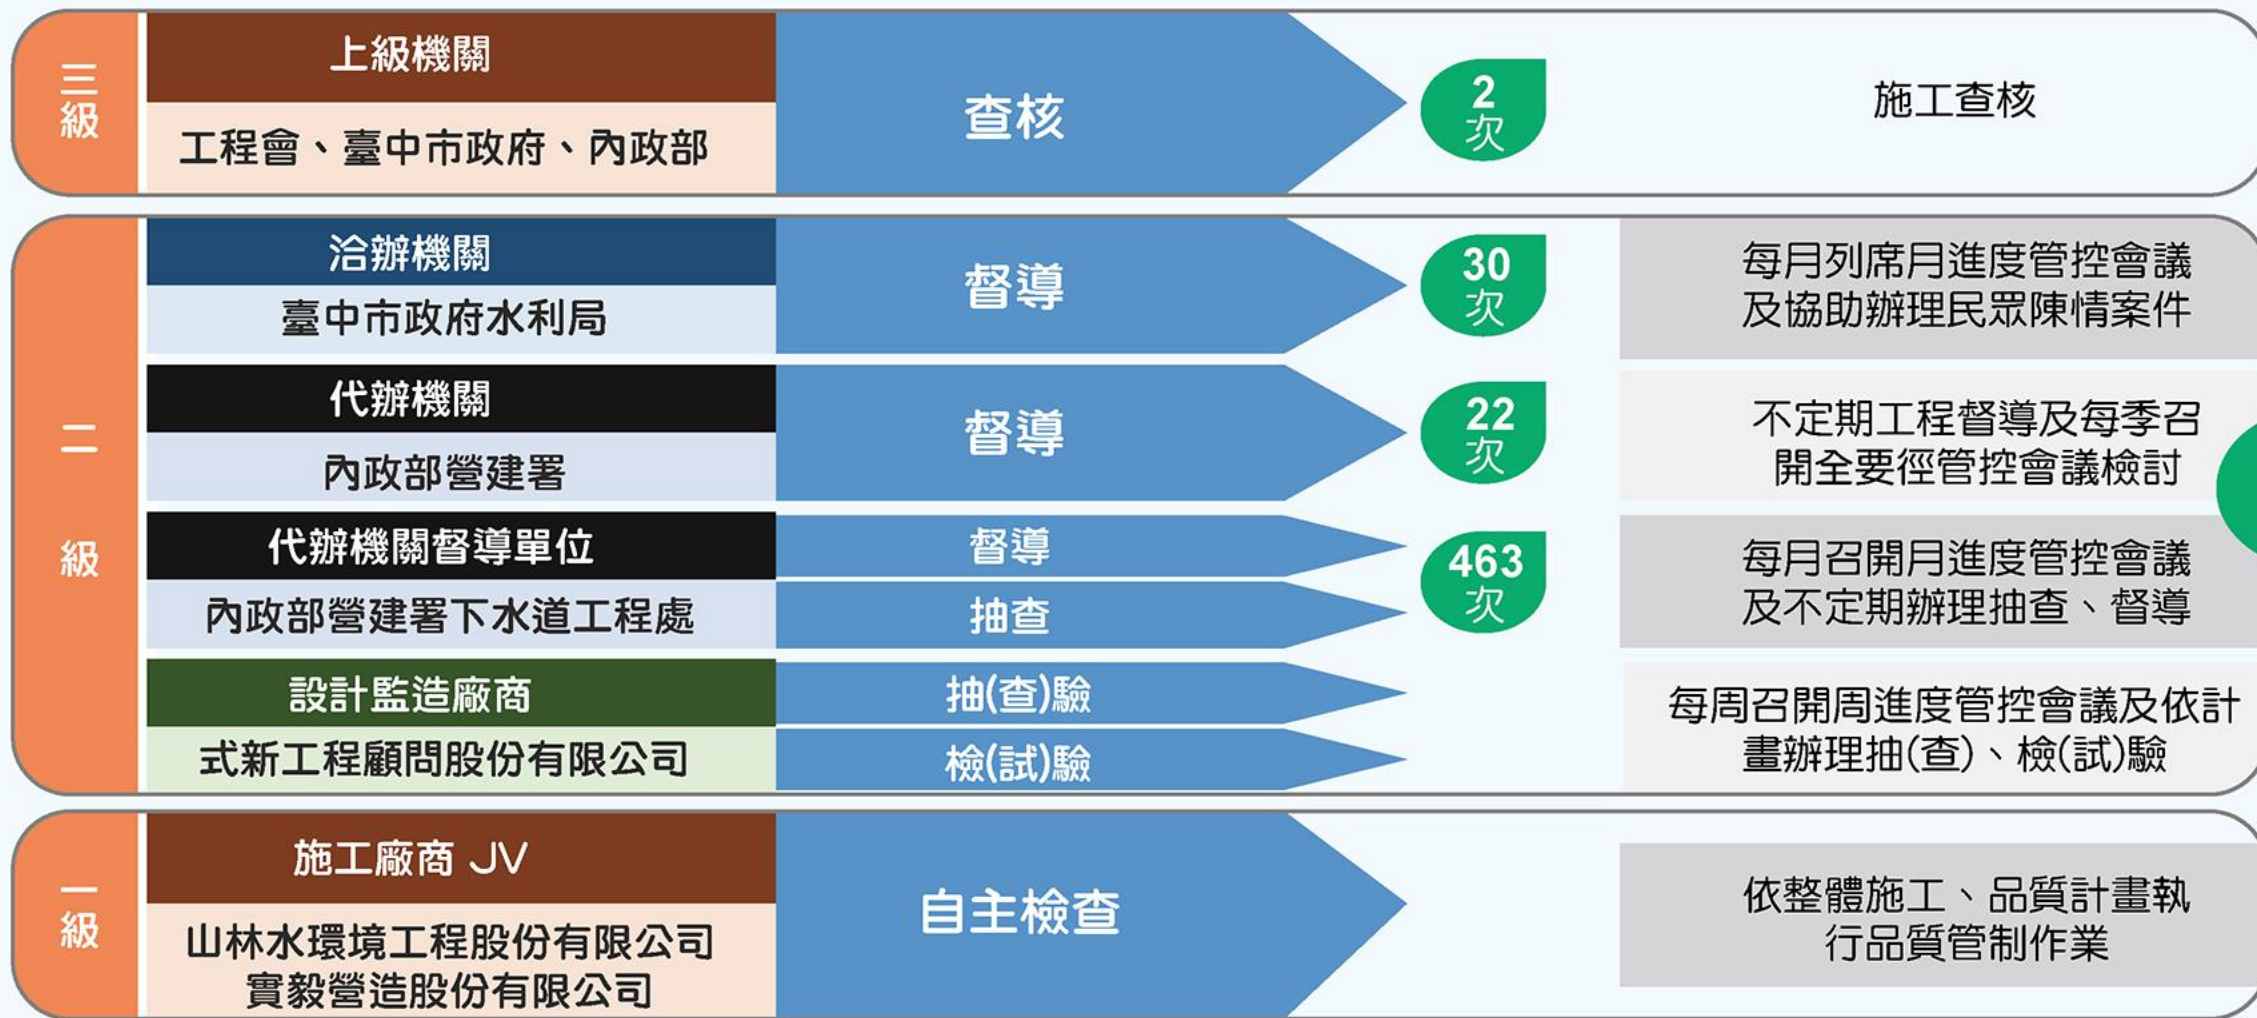 三級
上級機關
工程會、臺中市政府、內政部
查核
2
次
施工查核
二級
洽辦機關
臺中市政府水利局
督導
30
次
每月列席月進度管控會議
及協助辦理民眾陳情案件
代辦機關
內政部營建署
督導
22
次
不定期工程督導及每季召
開全要徑管控會議檢討
代辦機關督導單位
內政部營建署下水道工程處
督導
抽查
463
次
每月召開月進度管控會議
及不定期辦理抽查、督導
設計監造廠商
式新工程顧問股份有限公司
抽(查)驗
檢(試)驗
每周召開周進度管控會議及依計
畫辦理抽(查)、檢(試)驗
一級
施工廠商 JV
山林水環境工程股份有限公司
實毅營造股份有限公司
自主檢查
依整體施工、品質計畫執
行品質管制作業